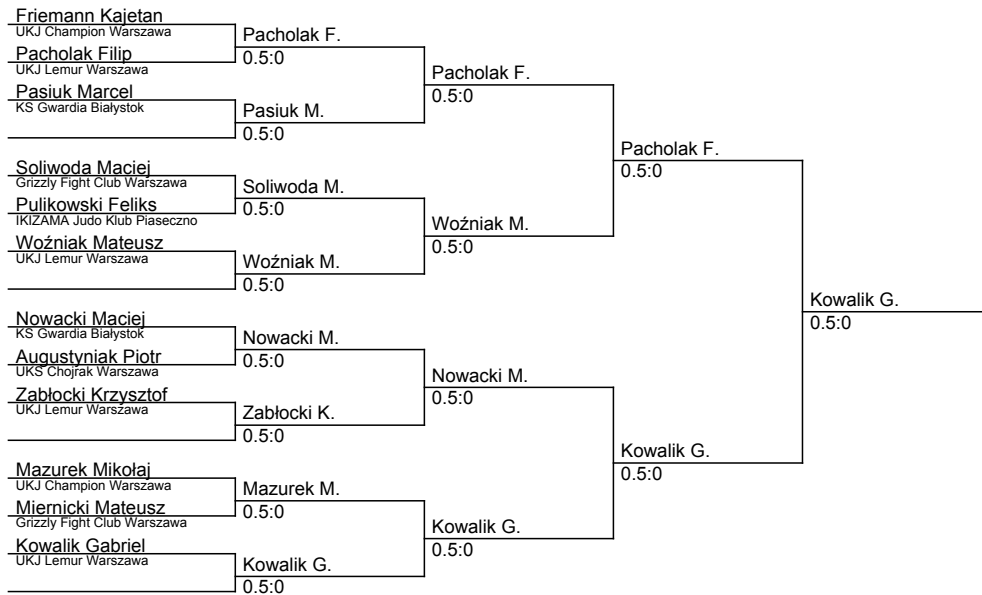 Friemann Kajetan
UKJ Champion Warszawa
Pacholak Filip
UKJ Lemur Warszawa
Pasiuk Marcel
KS Gwardia Białystok
Soliwoda Maciej
Grizzly Fight Club Warszawa
Pulikowski Feliks
IKIZAMA Judo Klub Piaseczno
Woźniak Mateusz
UKJ Lemur Warszawa
Nowacki Maciej
KS Gwardia Białystok
Augustyniak Piotr
UKS Chojrak Warszawa
Zabłocki Krzysztof
UKJ Lemur Warszawa
Mazurek Mikołaj
UKJ Champion Warszawa
Miernicki Mateusz
Grizzly Fight Club Warszawa
Kowalik Gabriel
UKJ Lemur Warszawa
Pacholak F.
0.5:0
Pasiuk M.
0.5:0
Soliwoda M.
0.5:0
Woźniak M.
0.5:0
Nowacki M.
0.5:0
Zabłocki K.
0.5:0
Mazurek M.
0.5:0
Kowalik G.
0.5:0
Pacholak F.
0.5:0
Woźniak M.
0.5:0
Nowacki M.
0.5:0
Kowalik G.
0.5:0
Pacholak F.
0.5:0
Kowalik G.
0.5:0
Kowalik G.
0.5:0